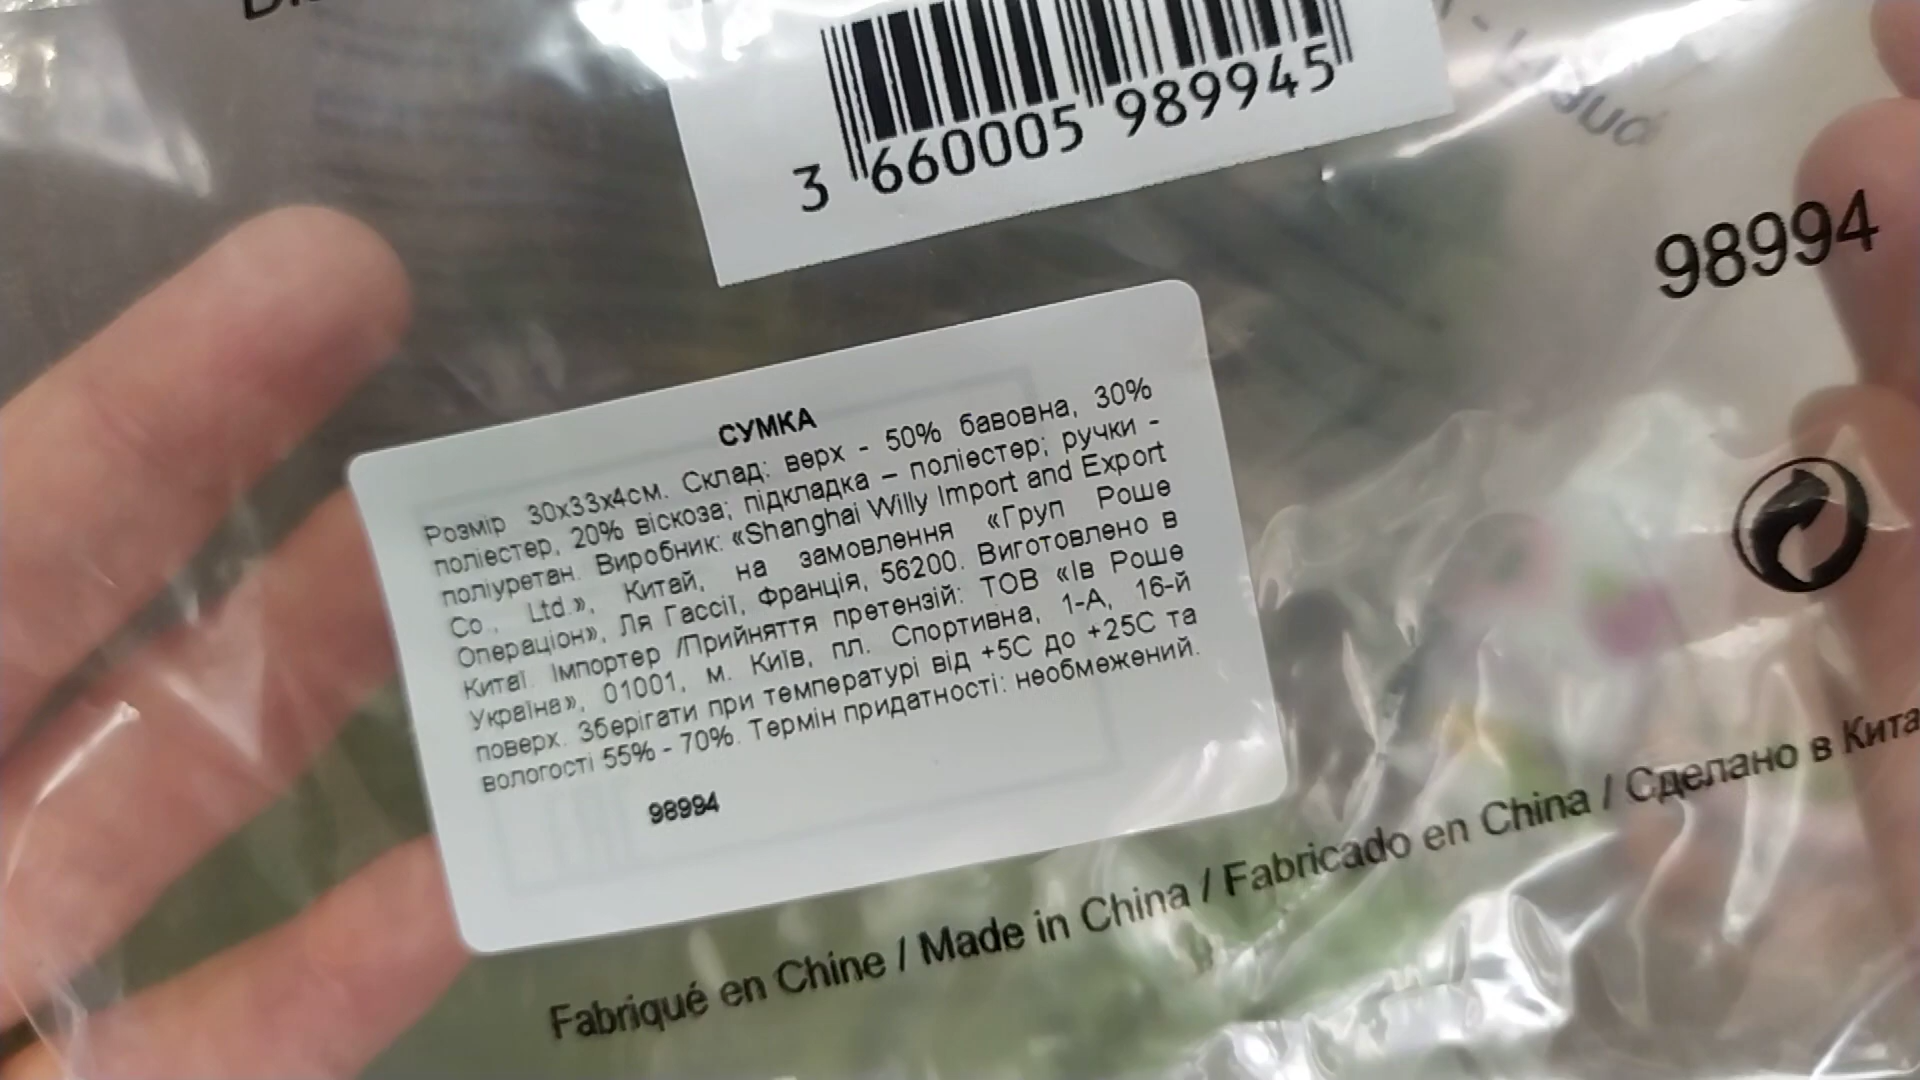 3 660005 989945
98994
СУМКА
Розмір 30х33х4см. Склад: верх - 50% бавовна, 30%
поліестер, 20% віскоза; підкладка – поліестер; ручки -
поліуретан. Виробник: «Shanghai Willy Import and Export
Co., Ltd.», Китай, на замовлення «Груп Роше
Операціон», Ля Гассії, Франція, 56200. Виготовлено в
Китаї. Імпортер /Прийняття претензій: ТОВ «Ів Роше
Україна», 01001, м. Київ, пл. Спортивна, 1-А, 16-й
поверх. Зберігати при температурі від +5С до +25С та
вологості 55% - 70%. Термін придатності: необмежений.
98994
Fabriqué en Chine / Made in China / Fabricado en China / Сделано в Кита